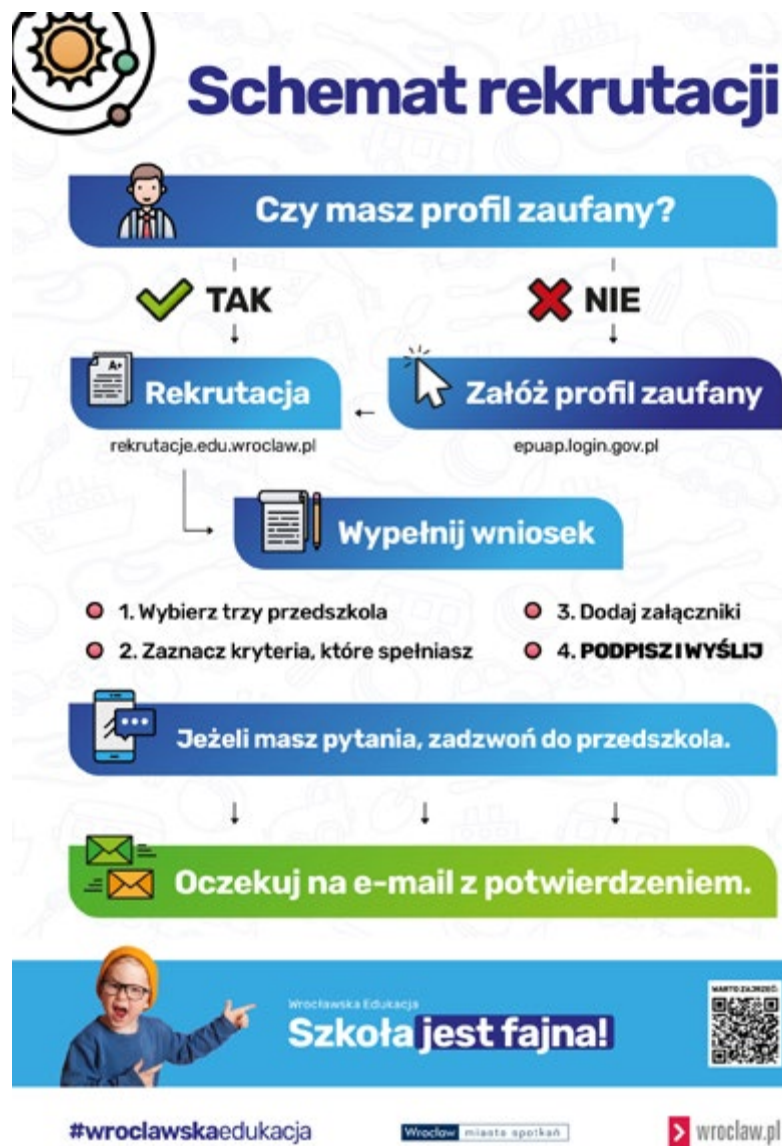 Schemat rekrutacji
Czy masz profil zaufany?
TAK
NIE
A+
Rekrutacja
Załóż profil zaufany
rekrutacje.edu.wroclaw.pl
epuap.login.gov.pl
Wypełnij wniosek
1. Wybierz trzy przedszkola
2. Zaznacz kryteria, które spełniasz
3. Dodaj załączniki
4. PODPISZ I WYŚLIJ
Jeżeli masz pytania, zadzwoń do przedszkola.
Oczekuj na e-mail z potwierdzeniem.
Wrocławska Edukacja
Szkoła jest fajna!
WARTO ZAJRZEĆ:
#wroclawskaedukacja
Wrocław miasto spotkań
wroclaw.pl